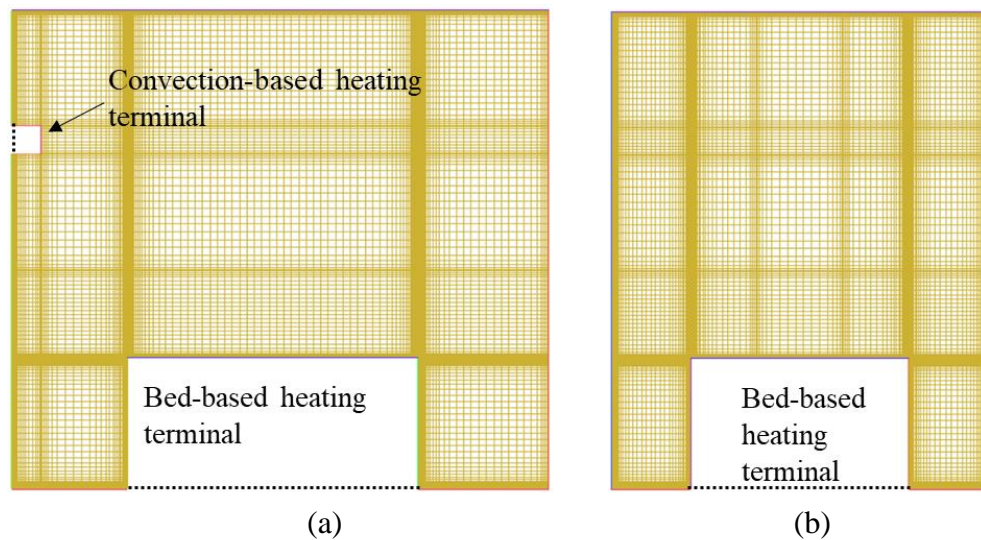 Convection-based heating
terminal
Bed-based heating
terminal
Bed-based
heating
terminal
(a)
(b)